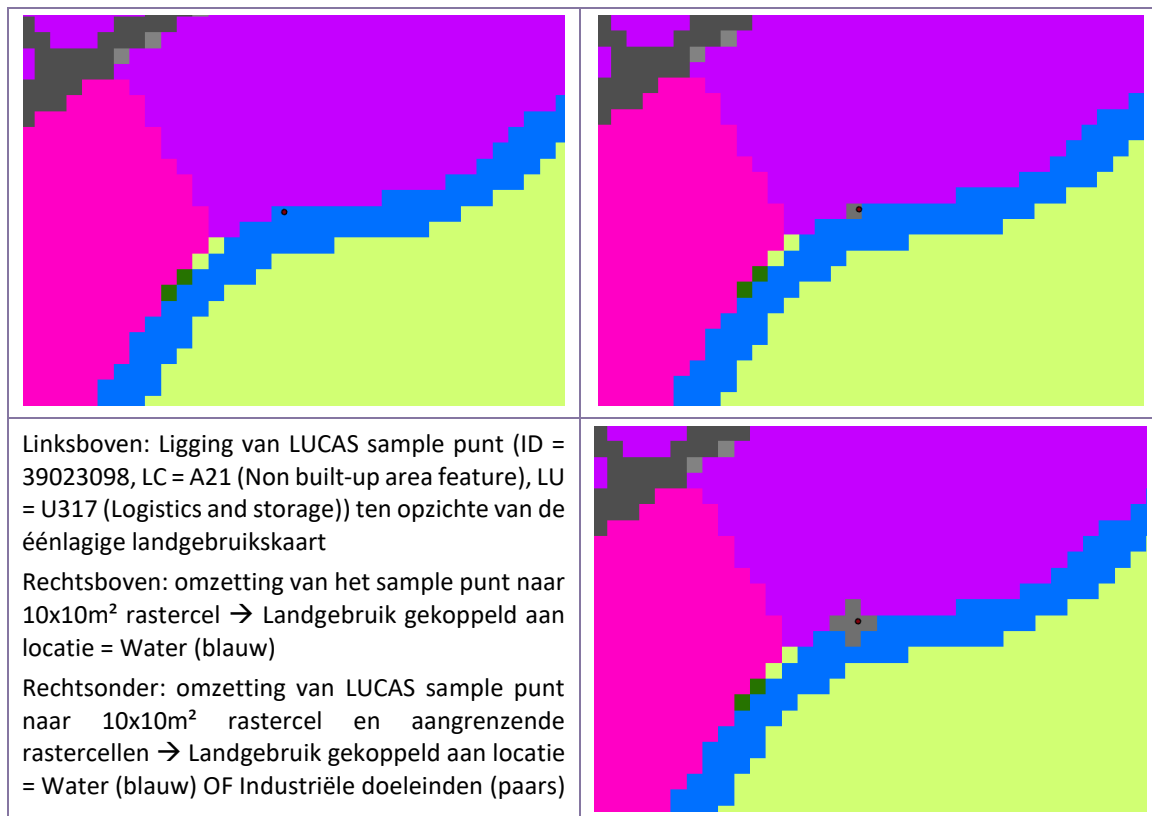 Linksboven: Ligging van LUCAS sample punt (ID =
39023098, LC = A21 (Non built-up area feature), LU
= U317 (Logistics and storage)) ten opzichte van de
éénlagige landgebruikskaart
Rechtsboven: omzetting van het sample punt naar
10x10m² rastercel → Landgebruik gekoppeld aan
locatie = Water (blauw)
Rechtsonder: omzetting van LUCAS sample punt
naar 10x10m² rastercel en aangrenzende
rastercellen → Landgebruik gekoppeld aan locatie
= Water (blauw) OF Industriële doeleinden (paars)